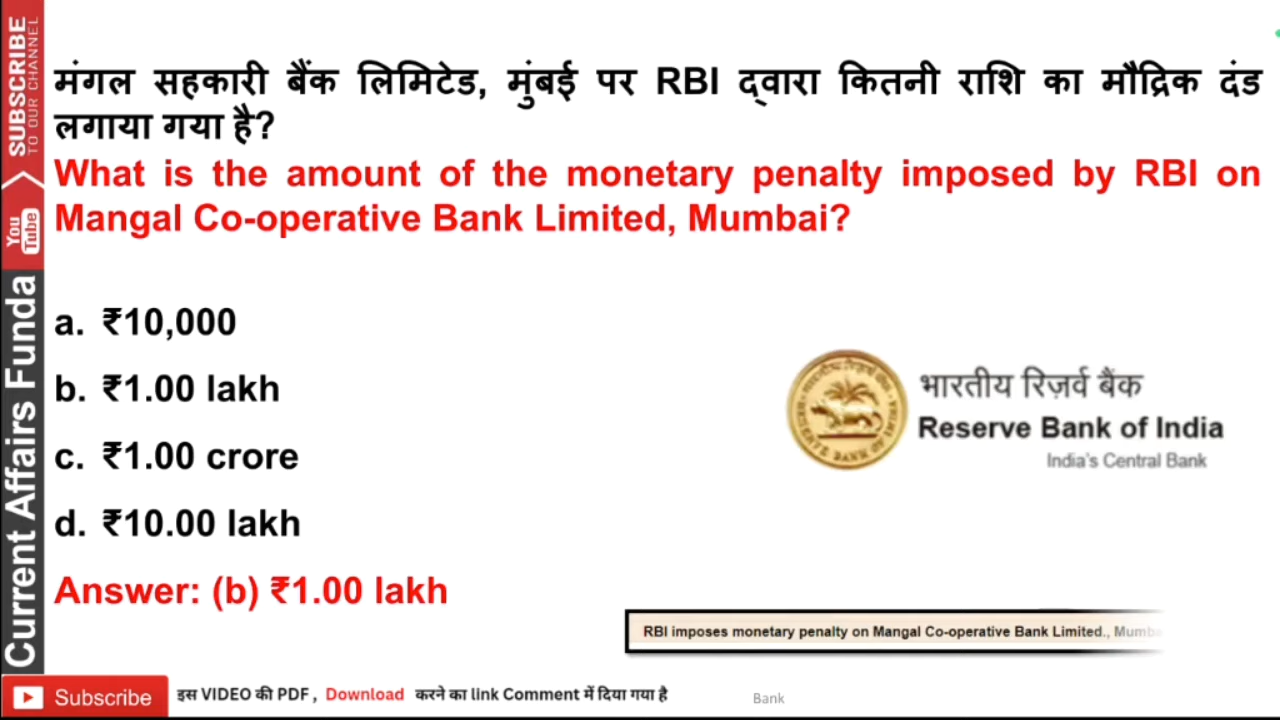 SUBSCRIBE
TO OUR CHANNEL
You
Tube
Current Affairs Funda
मंगल सहकारी बैंक लिमिटेड, मुंबई पर RBI द्वारा कितनी राशि का मौद्रिक दंड
लगाया गया है?
What is the amount of the monetary penalty imposed by RBI on
Mangal Co-operative Bank Limited, Mumbai?
a. ₹10,000
b. ₹1.00 lakh
c. ₹1.00 crore
d. ₹10.00 lakh
Answer: (b) ₹1.00 lakh
भारतीय रिज़र्व बैंक
Reserve Bank of India
India's Central Bank
RBI imposes monetary penalty on Mangal Co-operative Bank Limited.,
Subscribe
इस VIDEO की PDF, Download करने का link Comment में दिया गया है
Bank